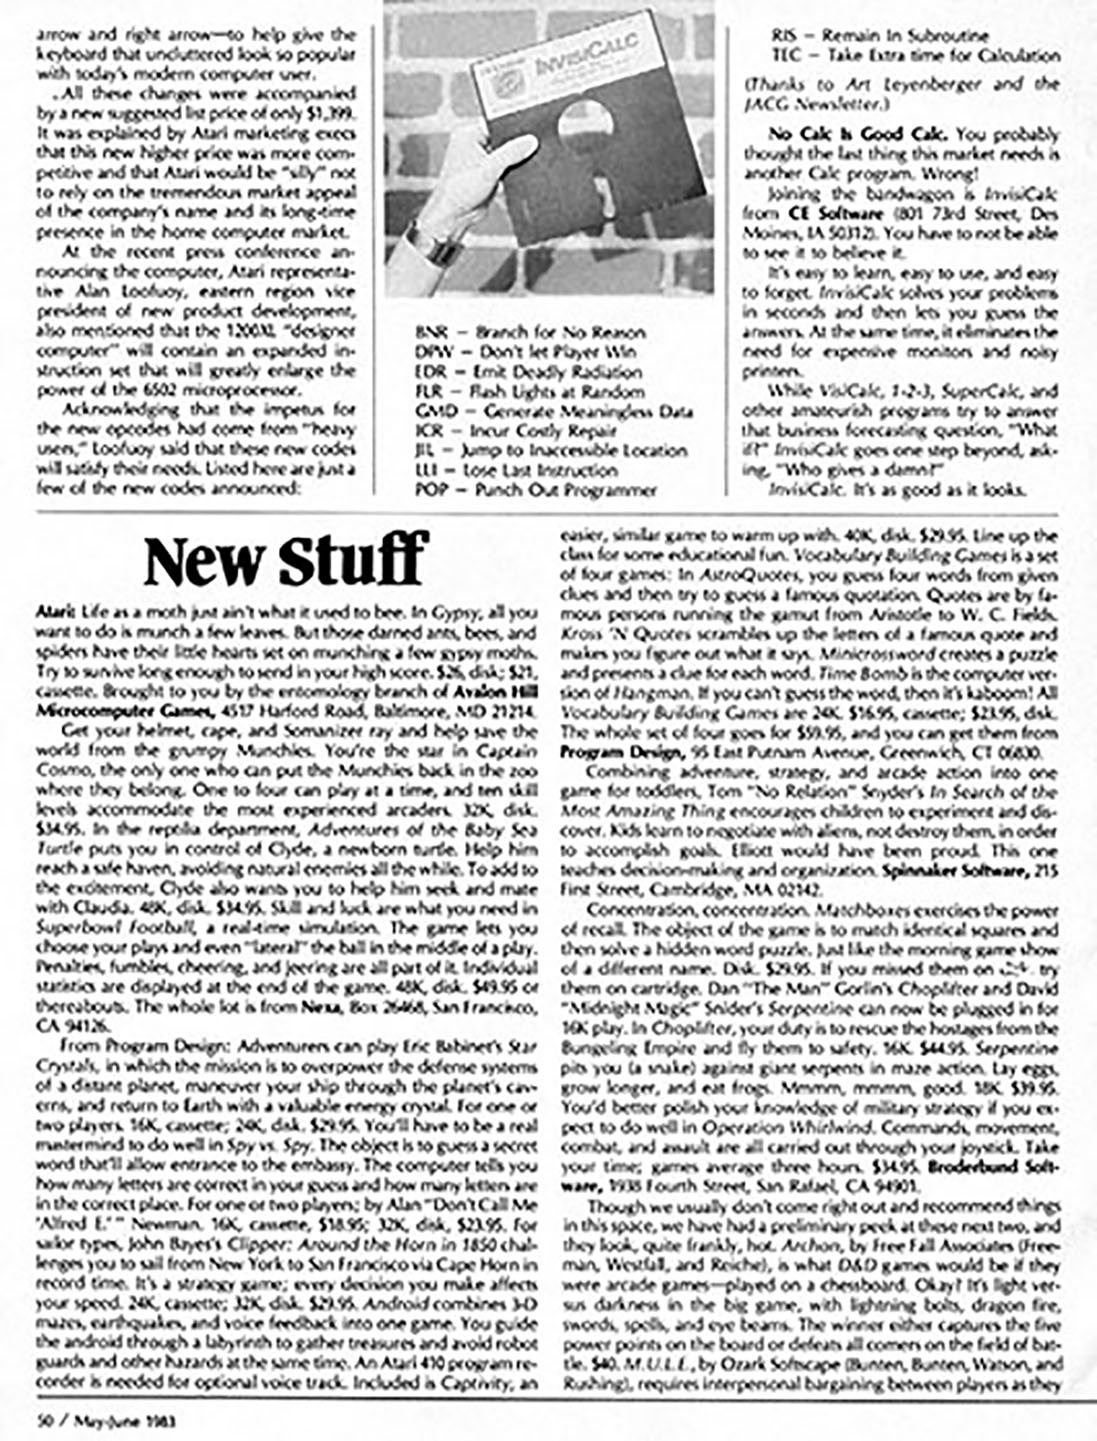 arrow and right arrow—to help give the
keyboard that uncluttered look so popular
with today's modern computer user.
. All these changes were accompanied
by a new suggested list price of only $1,399.
It was explained by Atari marketing execs
that this new higher price was more com-
petitive and that Atari would be "silly" not
to rely on the tremendous market appeal
of the company's name and its long-time
presence in the home computer market.
At the recent press conference an-
nouncing the computer, Atari representa-
tive Alan Loofuoy, eastern region vice
president of new product development,
also mentioned that the 1200XL "designer
computer" will contain an expanded in-
struction set that will greatly enlarge the
power of the 6502 microprocessor.
Acknowledging that the impetus for
the new opcodes had come from "heavy
users," Loofuoy said that these new codes
will satisfy their needs. Listed here are just a
few of the new codes announced:
INVISICALC
BNR — Branch for No Reason
DPW — Don't let Player Win
EDR — Emit Deadly Radiation
FLR — Flash Lights at Random
GMD — Generate Meaningless Data
ICR — Incur Costly Repair
JIL — Jump to Inaccessible Location
LLI — Lose Last Instruction
POP — Punch Out Programmer
RIS — Remain In Subroutine
TEC — Take Extra time for Calculation
(Thanks to Art Leyenberger and the
JACG Newsletter.)
No Calc Is Good Calc. You probably
thought the last thing this market needs is
another Calc program. Wrong!
Joining the bandwagon is InvisiCalc
from CE Software (801 73rd Street, Des
Moines, IA 50312). You have to not be able
to see it to believe it.
It's easy to learn, easy to use, and easy
to forget. InvisiCalc solves your problems
in seconds and then lets you guess the
answers. At the same time, it eliminates the
need for expensive monitors and noisy
printers.
While VisiCalc, 1-2-3, SuperCalc, and
other amateurish programs try to answer
that business forecasting question, "What
if?" InvisiCalc goes one step beyond, ask-
ing, "Who gives a damn?"
InvisiCalc. It's as good as it looks.
New Stuff
Atari: Life as a moth just ain't what it used to bee. In Gypsy, all you
want to do is munch a few leaves. But those darned ants, bees, and
spiders have their little hearts set on munching a few gypsy moths.
Try to survive long enough to send in your high score. $26, disk; $21,
cassette. Brought to you by the entomology branch of Avalon Hill
Microcomputer Games, 4517 Harford Road, Baltimore, MD 21214.
Get your helmet, cape, and Somanizer ray and help save the
world from the grumpy Munchies. You're the star in Captain
Cosmo, the only one who can put the Munchies back in the zoo
where they belong. One to four can play at a time, and ten skill
levels accommodate the most experienced arcaders. 32K, disk.
$34.95. In the reptilia department, Adventures of the Baby Sea
Turtle puts you in control of Clyde, a newborn turtle. Help him
reach a safe haven, avoiding natural enemies all the while. To add to
the excitement, Clyde also wants you to help him seek and mate
with Claudia. 48K, disk. $34.95. Skill and luck are what you need in
Superbowl Football, a real-time simulation. The game lets you
choose your plays and even "lateral" the ball in the middle of a play.
Penalties, fumbles, cheering, and jeering are all part of it. Individual
statistics are displayed at the end of the game. 48K, disk. $49.95 or
thereabouts. The whole lot is from Nexa, Box 26468, San Francisco,
CA 94126.
From Program Design: Adventurers can play Eric Babinet's Star
Crystals, in which the mission is to overpower the defense systems
of a distant planet, maneuver your ship through the planet's cav-
erns, and return to Earth with a valuable energy crystal. For one or
two players. 16K, cassette; 24K, disk. $29.95. You'll have to be a real
mastermind to do well in Spy vs. Spy. The object is to guess a secret
word that'll allow entrance to the embassy. The computer tells you
how many letters are correct in your guess and how many letters are
in the correct place. For one or two players; by Alan "Don't Call Me
'Alfred E.'" Newman. 16K, cassette, $18.95; 32K, disk, $23.95. For
sailor types, John Bayes's Clipper: Around the Horn in 1850 chal-
lenges you to sail from New York to San Francisco via Cape Horn in
record time. It's a strategy game; every decision you make affects
your speed. 24K, cassette; 32K, disk. $29.95. Android combines 3-D
mazes, earthquakes, and voice feedback into one game. You guide
the android through a labyrinth to gather treasures and avoid robot
guards and other hazards at the same time. An Atari 410 program re-
corder is needed for optional voice track. Included is Captivity, an
easier, similar game to warm up with. 40K, disk. $29.95. Line up the
class for some educational fun. Vocabulary Building Games is a set
of four games: In AstroQuotes, you guess four words from given
clues and then try to guess a famous quotation. Quotes are by fa-
mous persons running the gamut from Aristotle to W. C. Fields.
Kross 'N Quotes scrambles up the letters of a famous quote and
makes you figure out what it says. Minicrossword creates a puzzle
and presents a clue for each word. Time Bomb is the computer ver-
sion of Hangman. If you can't guess the word, then it's kaboom! All
Vocabulary Building Games are 24K. $16.95, cassette; $23.95, disk.
The whole set of four goes for $59.95, and you can get them from
Program Design, 95 East Putnam Avenue, Greenwich, CT 06830.
Combining adventure, strategy, and arcade action into one
game for toddlers, Tom "No Relation" Snyder's In Search of the
Most Amazing Thing encourages children to experiment and dis-
cover. Kids learn to negotiate with aliens, not destroy them, in order
to accomplish goals. Elliott would have been proud. This one
teaches decision-making and organization. Spinnaker Software, 215
First Street, Cambridge, MA 02142.
Concentration, concentration. Matchboxes exercises the power
of recall. The object of the game is to match identical squares and
then solve a hidden word puzzle. Just like the morning game show
of a different name. Disk. $29.95. If you missed them on try
them on cartridge. Dan "The Man" Gorlin's Choplifter and David
"Midnight Magic" Snider's Serpentine can now be plugged in for
16K play. In Choplifter, your duty is to rescue the hostages from the
Bungeling Empire and fly them to safety. 16K. $44.95. Serpentine
pits you (a snake) against giant serpents in maze action. Lay eggs,
grow longer, and eat frogs. Mmmm, mmmm, good. 18K. $39.95.
You'd better polish your knowledge of military strategy if you ex-
pect to do well in Operation Whirlwind. Commands, movement,
combat, and assault are all carried out through your joystick. Take
your time; games average three hours. $34.95. Broderbund Soft-
ware, 1938 Fourth Street, San Rafael, CA 94901.
Though we usually don't come right out and recommend things
in this space, we have had a preliminary peek at these next two, and
they look, quite frankly, hot. Archon, by Free Fall Associates (Free-
man, Westfall, and Reiche), is what D&D games would be if they
were arcade games—played on a chessboard. Okay? It's light ver-
sus darkness in the big game, with lightning bolts, dragon fire,
swords, spells, and eye beams. The winner either captures the five
power points on the board or defeats all comers on the field of bat-
tle. $40. M.U.L.E., by Ozark Softscape (Bunten, Bunten, Watson, and
Rushing), requires interpersonal bargaining between players as they
50 / May-June 1983